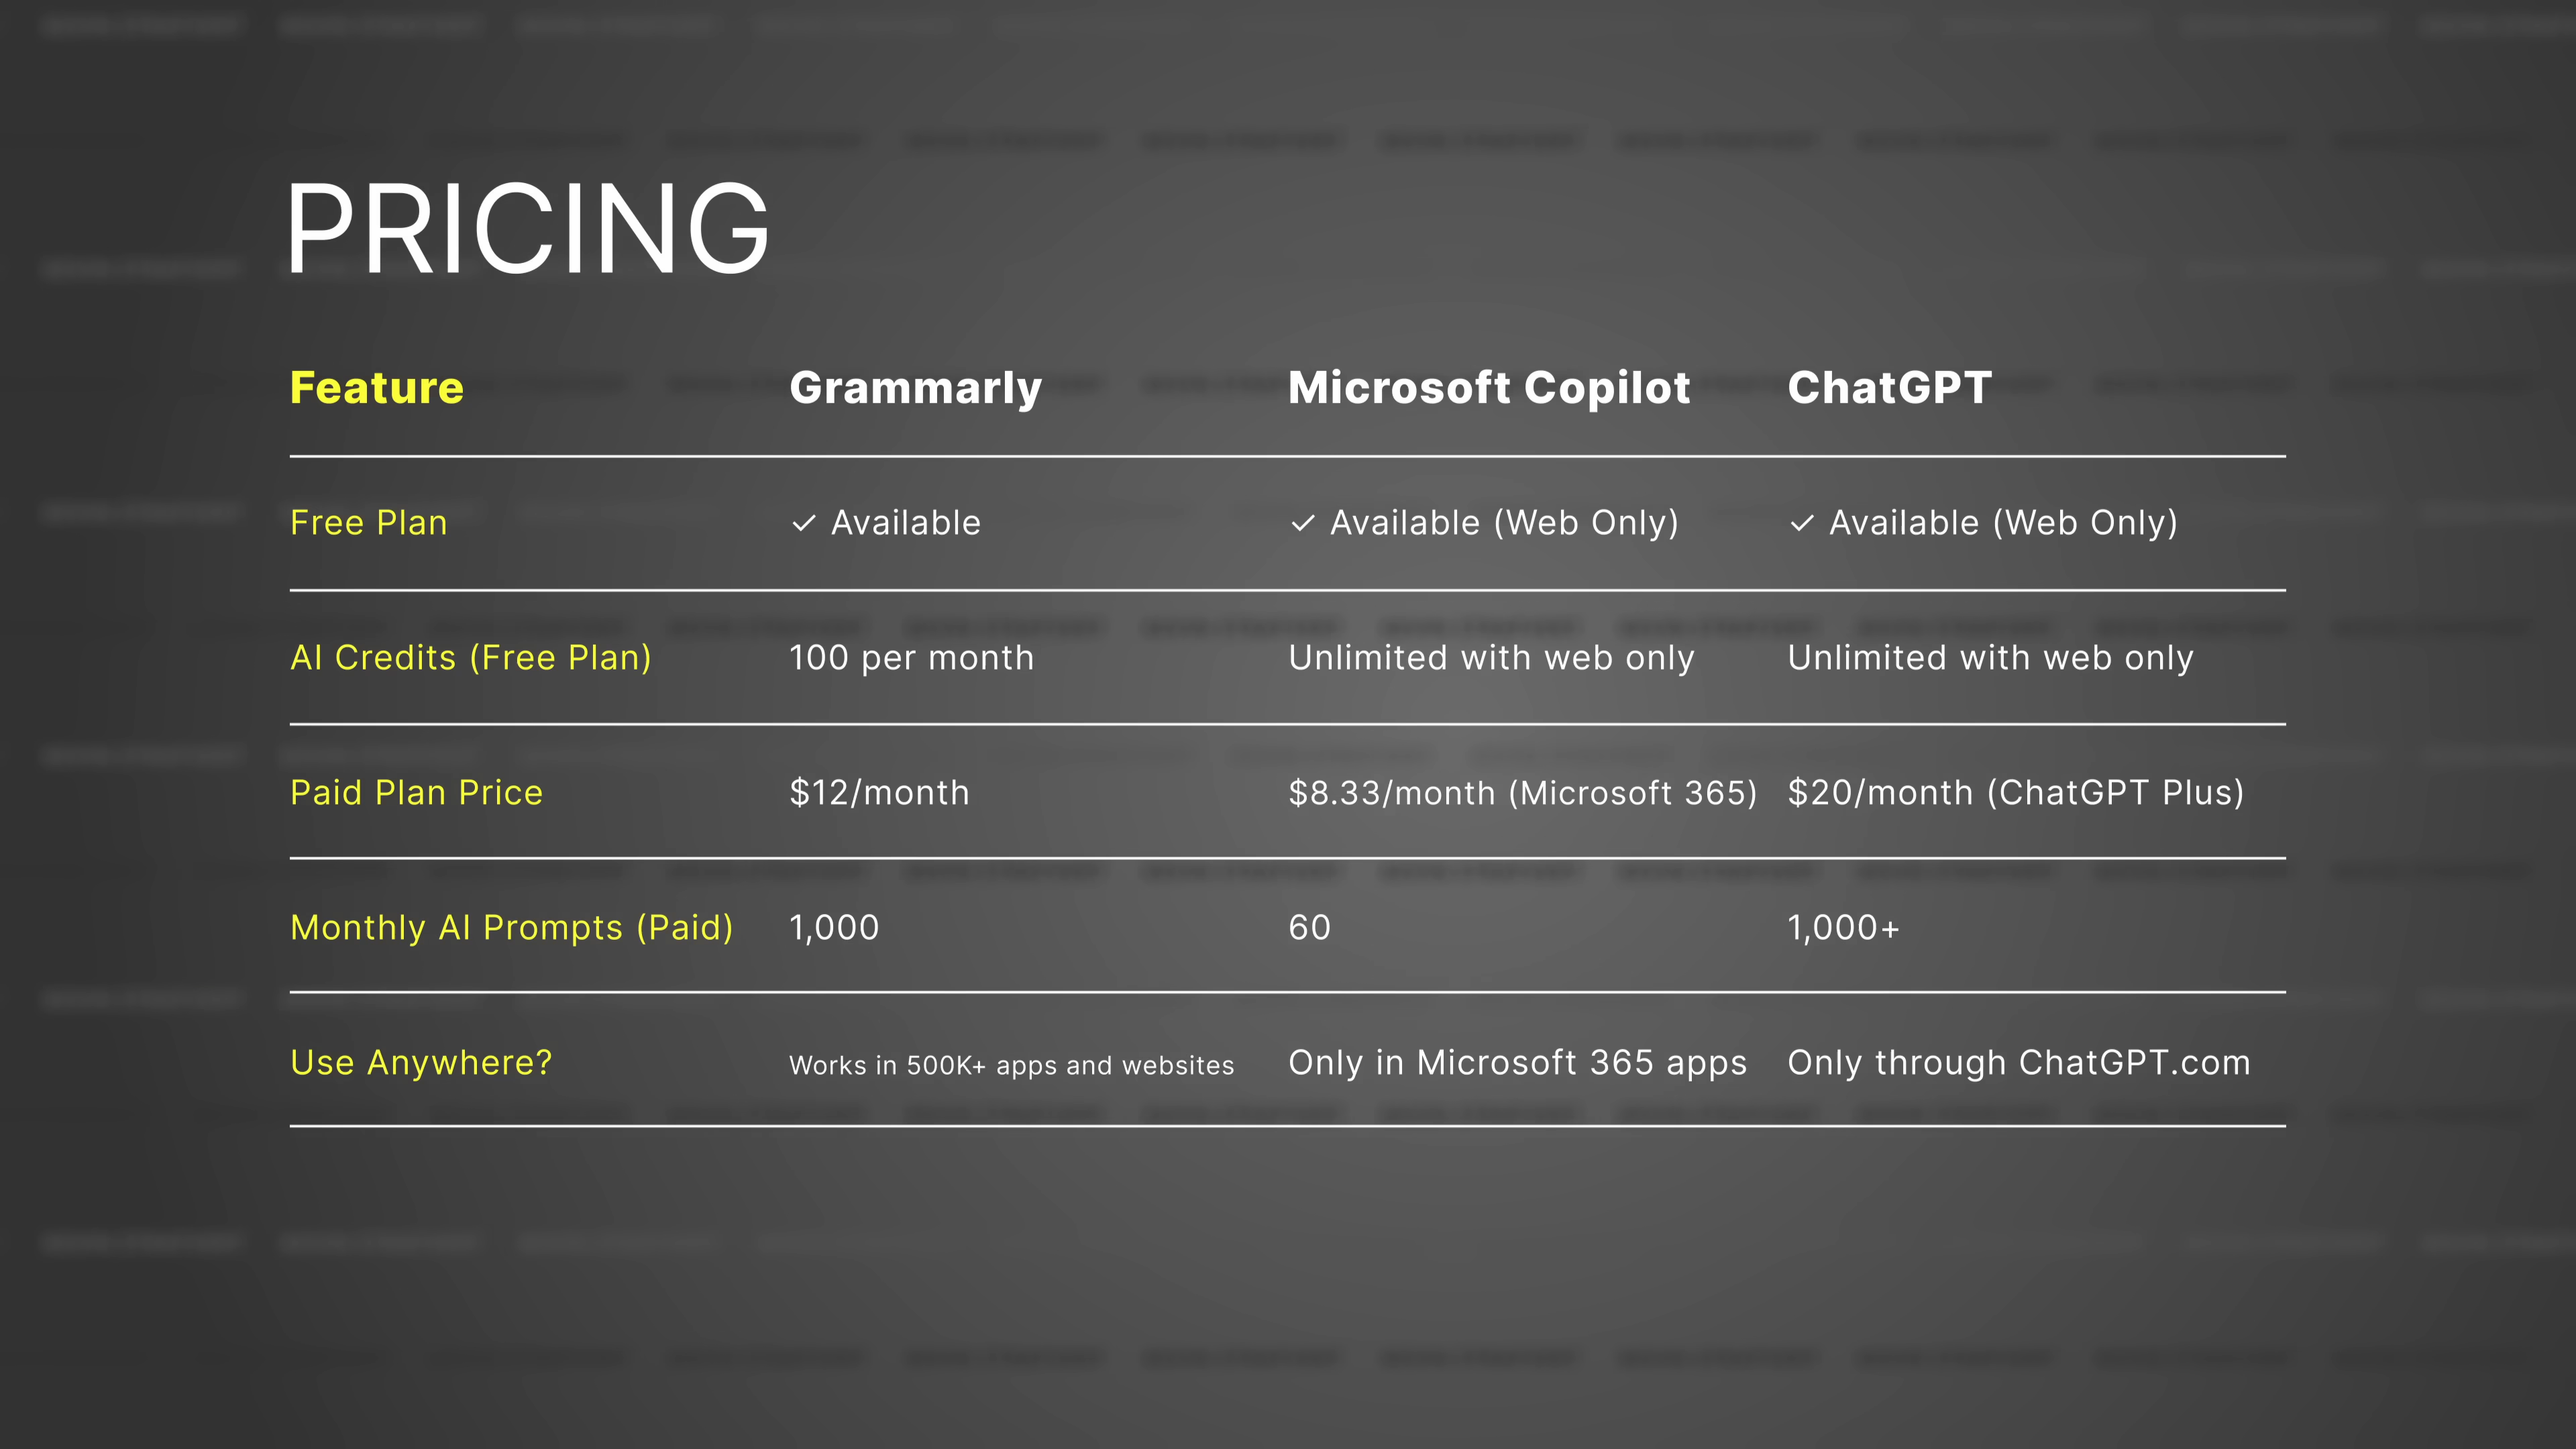 PRICING
Feature Grammarly Microsoft Copilot ChatGPT
Free Plan ✓ Available ✓ Available (Web Only) ✓ Available (Web Only)
AI Credits (Free Plan) 100 per month Unlimited with web only Unlimited with web only
Paid Plan Price $12/month $8.33/month (Microsoft 365) $20/month (ChatGPT Plus)
Monthly AI Prompts (Paid) 1,000 60 1,000+
Use Anywhere? Works in 500K+ apps and websites Only in Microsoft 365 apps Only through ChatGPT.com